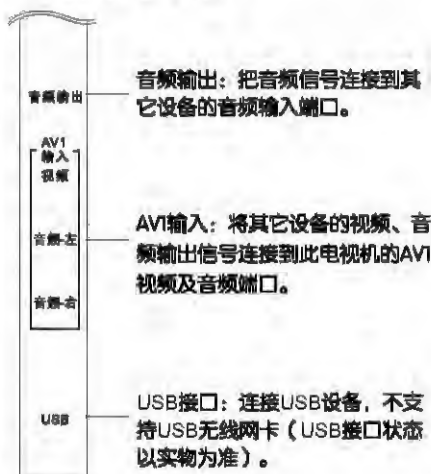 音频输出
音频输出：把音频信号连接到其
它设备的音频输入端口。
AV1
输入
视频
音频-左
音频-右
AV1输入：将其它设备的视频、音
频输出信号连接到此电视机的AV1
视频及音频端口。
USB
USB接口：连接USB设备，不支
持USB无线网卡（USB接口状态
以实物为准）。